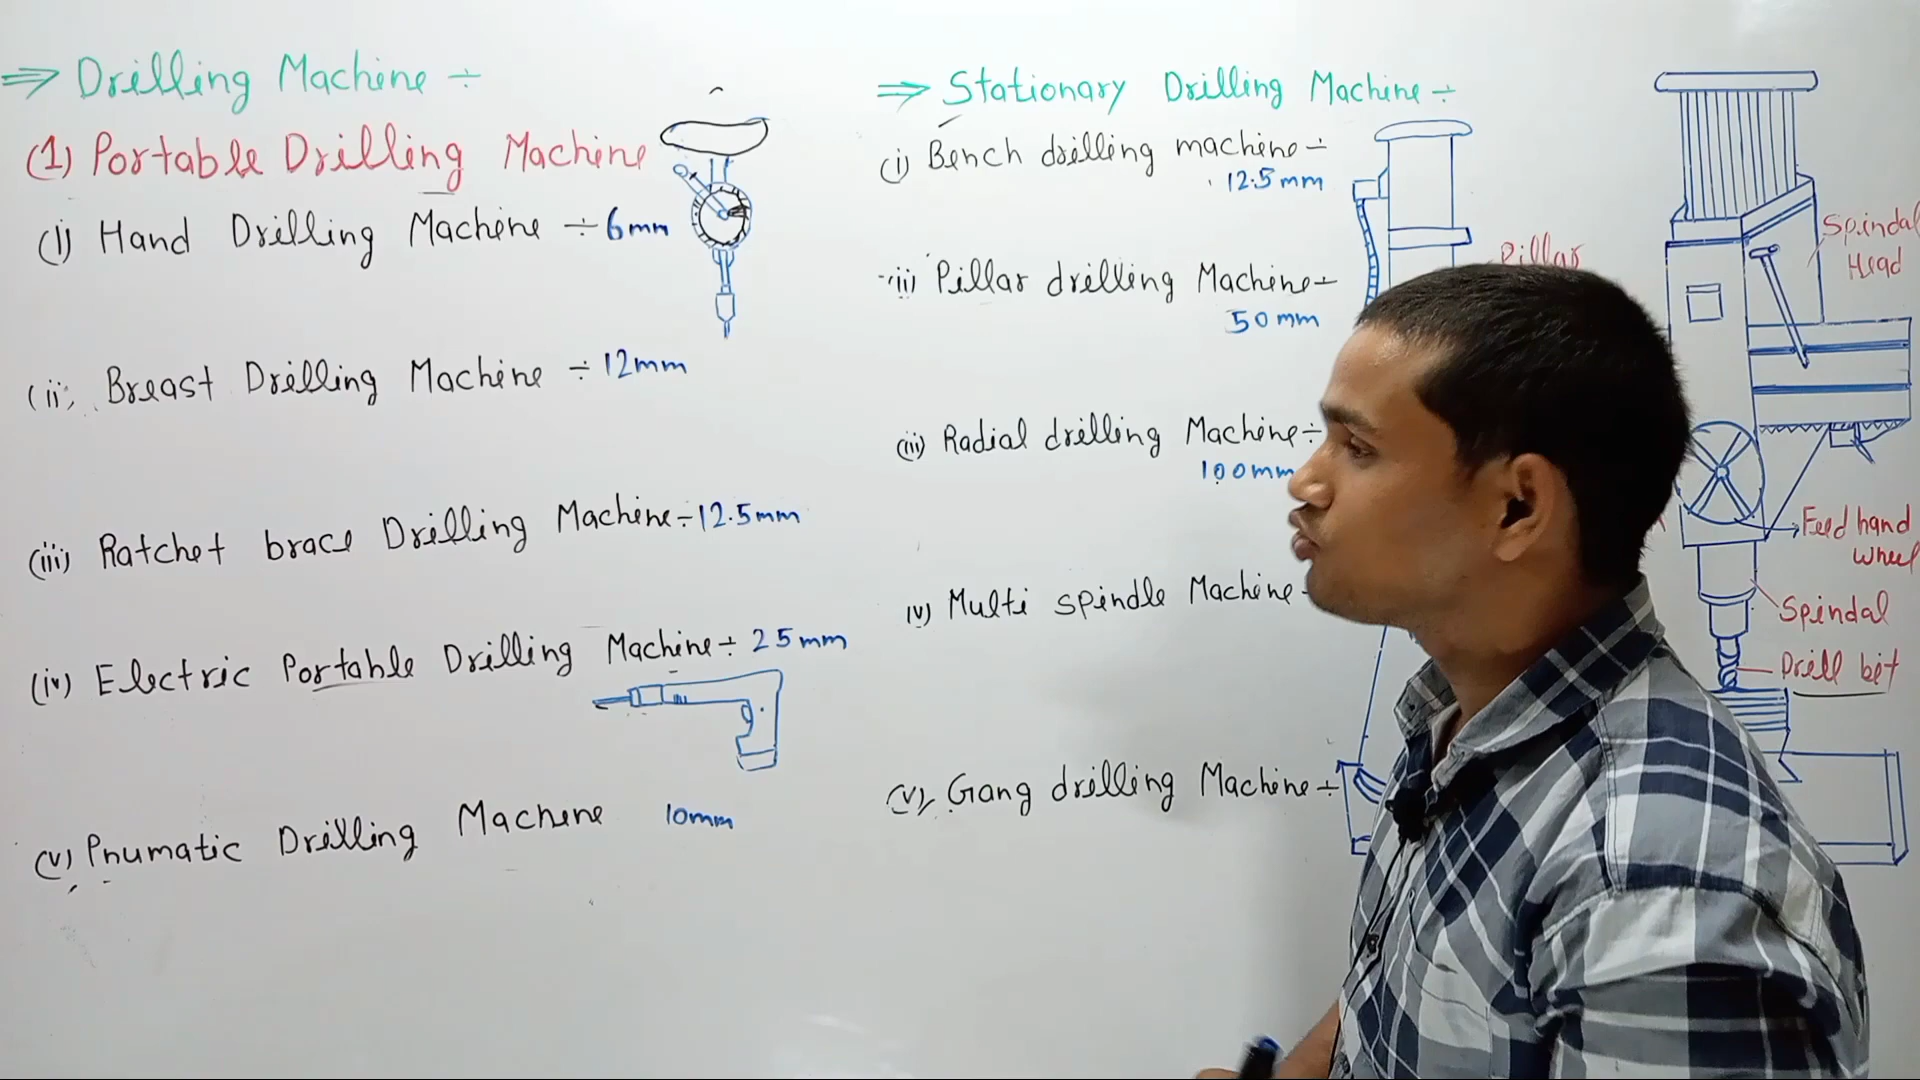 ⇒ Drilling Machine ÷
(1) Portable Drilling Machine
(i) Hand Drilling Machine ÷ 6mm
(ii) Breast Drilling Machine ÷ 12mm
(iii) Ratchet brace Drilling Machine ÷ 12.5mm
(iv) Electric Portable Drilling Machine ÷ 25mm
(v) Pnumatic Drilling Machine 10mm
⇒ Stationary Drilling Machine ÷
(i) Bench drilling machine ÷
12.5mm
(ii) Pillar drilling Machine ÷
50mm
(iii) Radial drilling Machine ÷
100mm
(iv) Multi spindle Machine
(v) Gang drilling Machine ÷
Pillar
Spindal
Head
Feed hand
wheel
Spindal
Drill bit